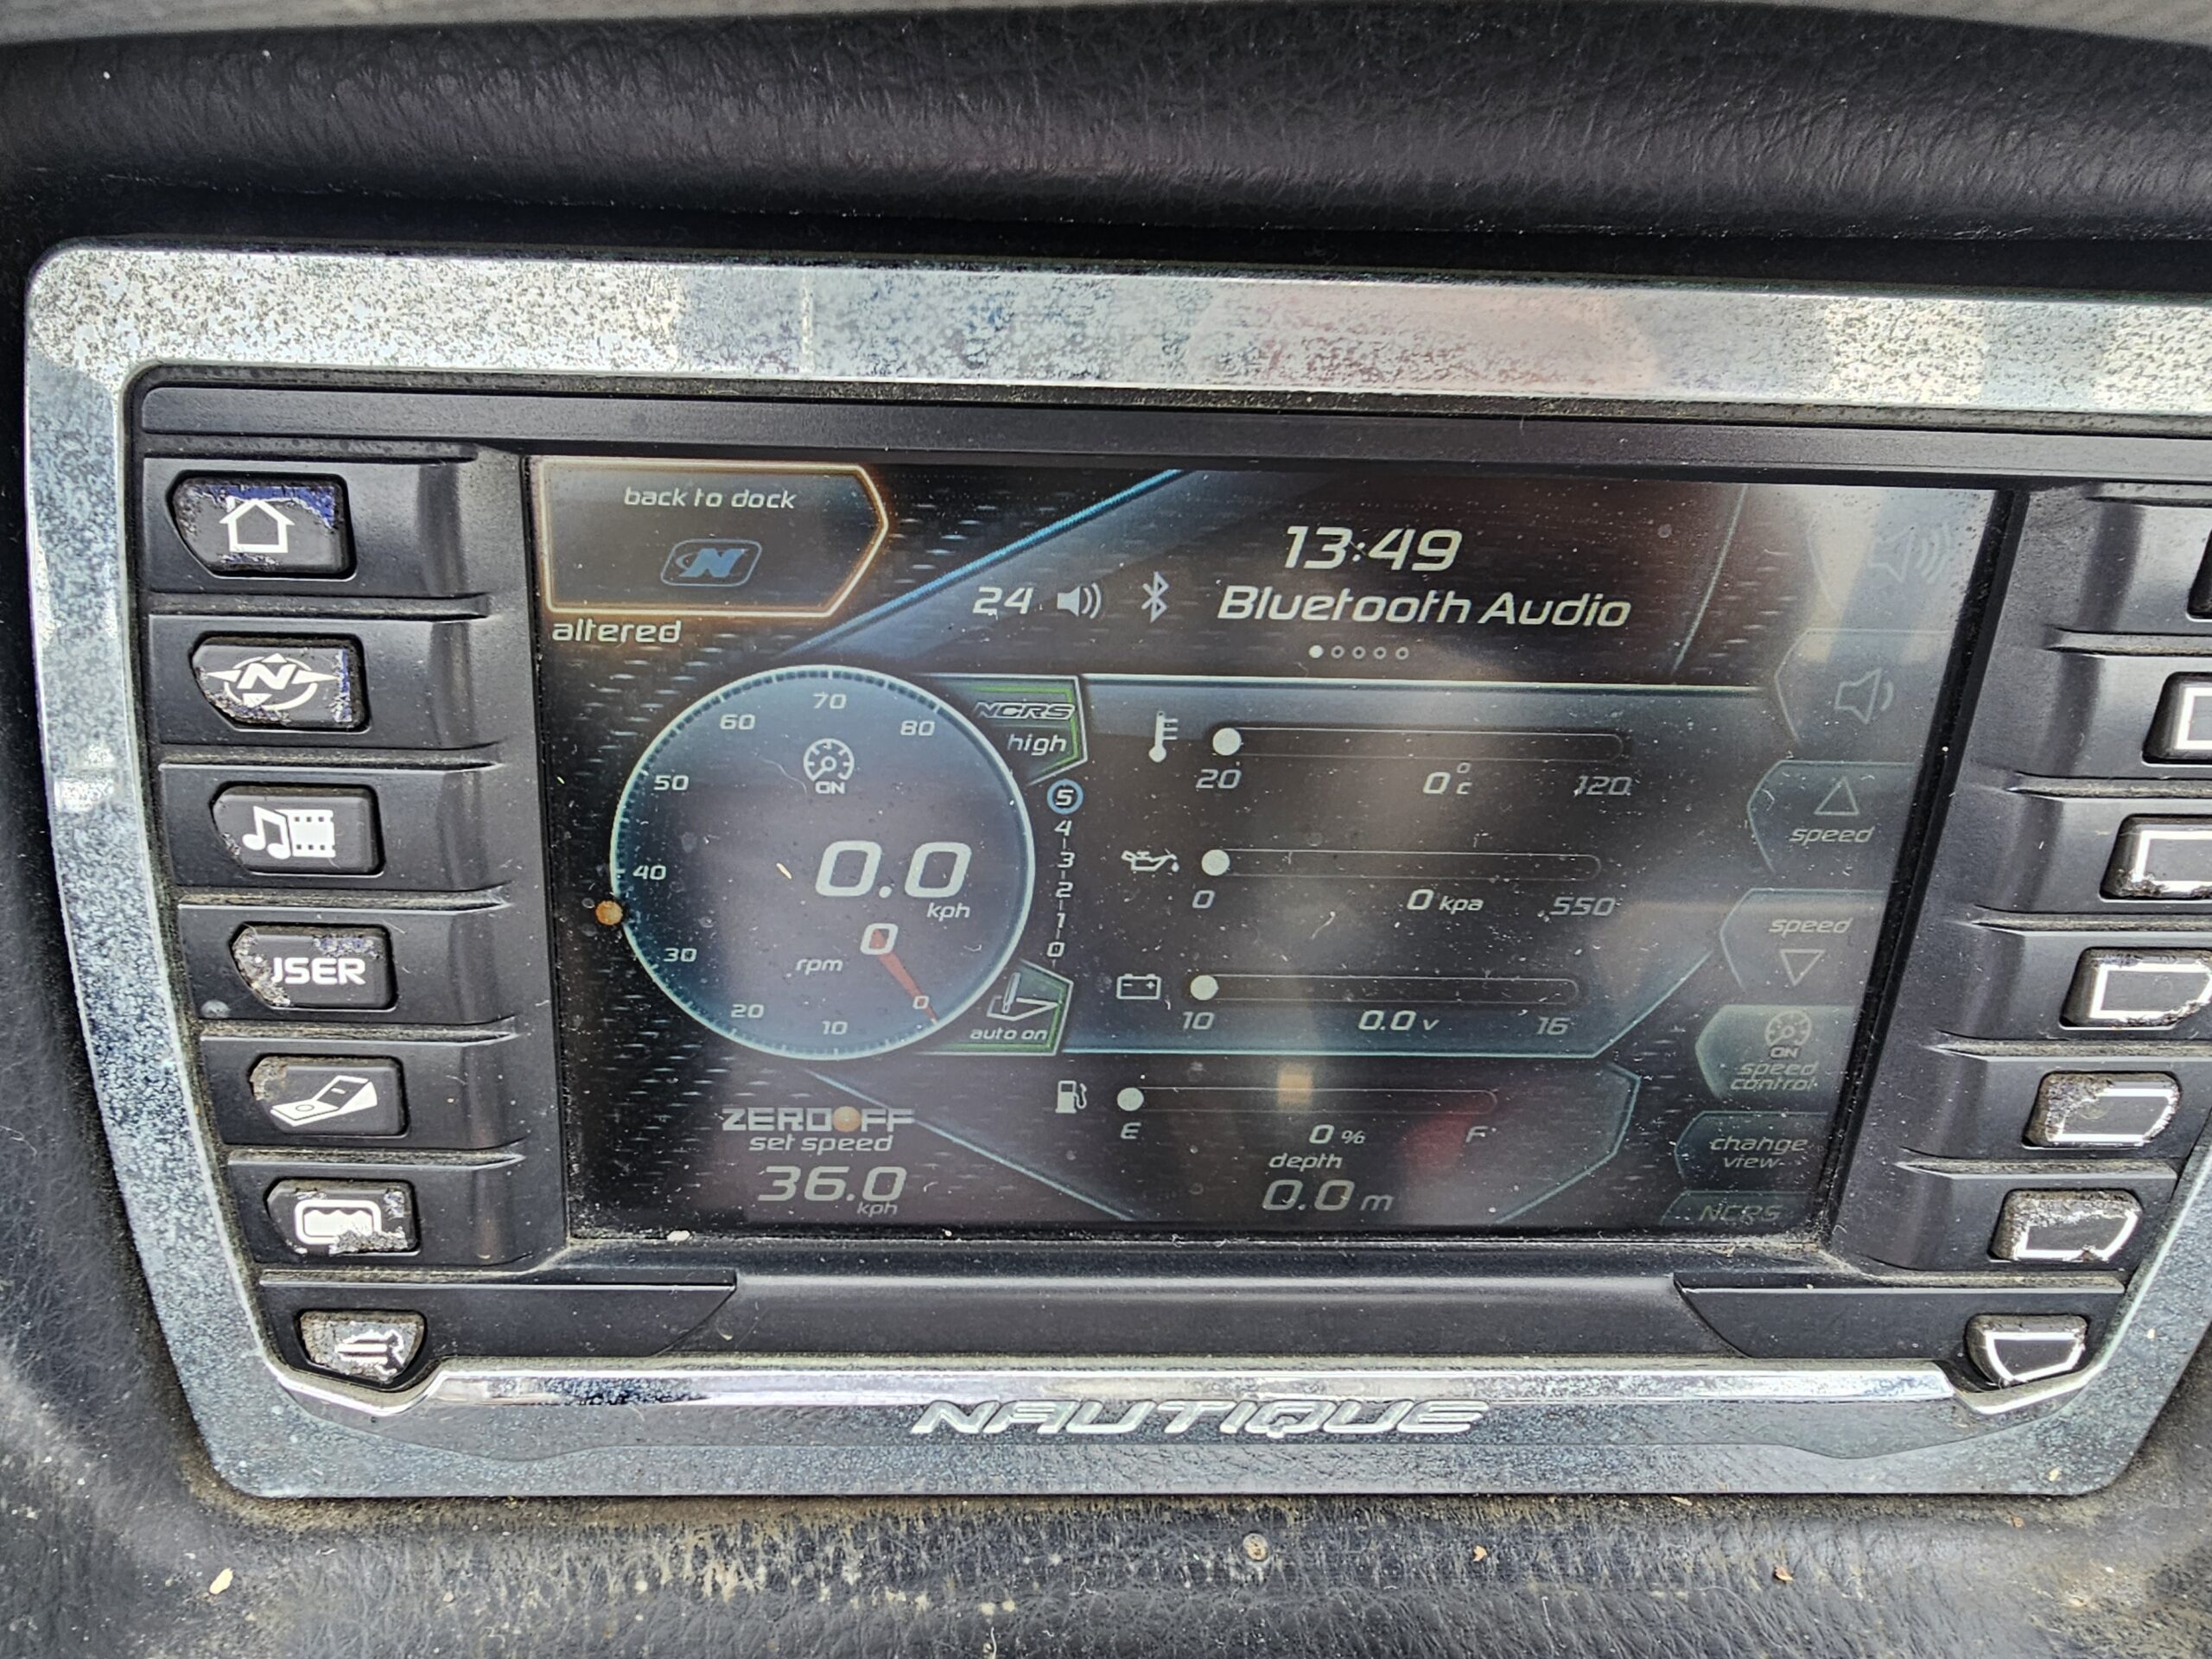 back to dock
N
altered
13:49
24 Bluetooth Audio
70
60 80
50
40
30
20
10
0
ON
0.0
kph
0
rpm
NCRS
high
5
4
3
2
1
0
auto on
20 0°c 120
0 0 kpa 550
10 0.0 v 16
E 0 % F
depth
0.0 m
ZERO OFF
set speed
36.0
kph
speed
speed
ON
speed
control
change
view
NCRS
N
USER
NAUTIQUE